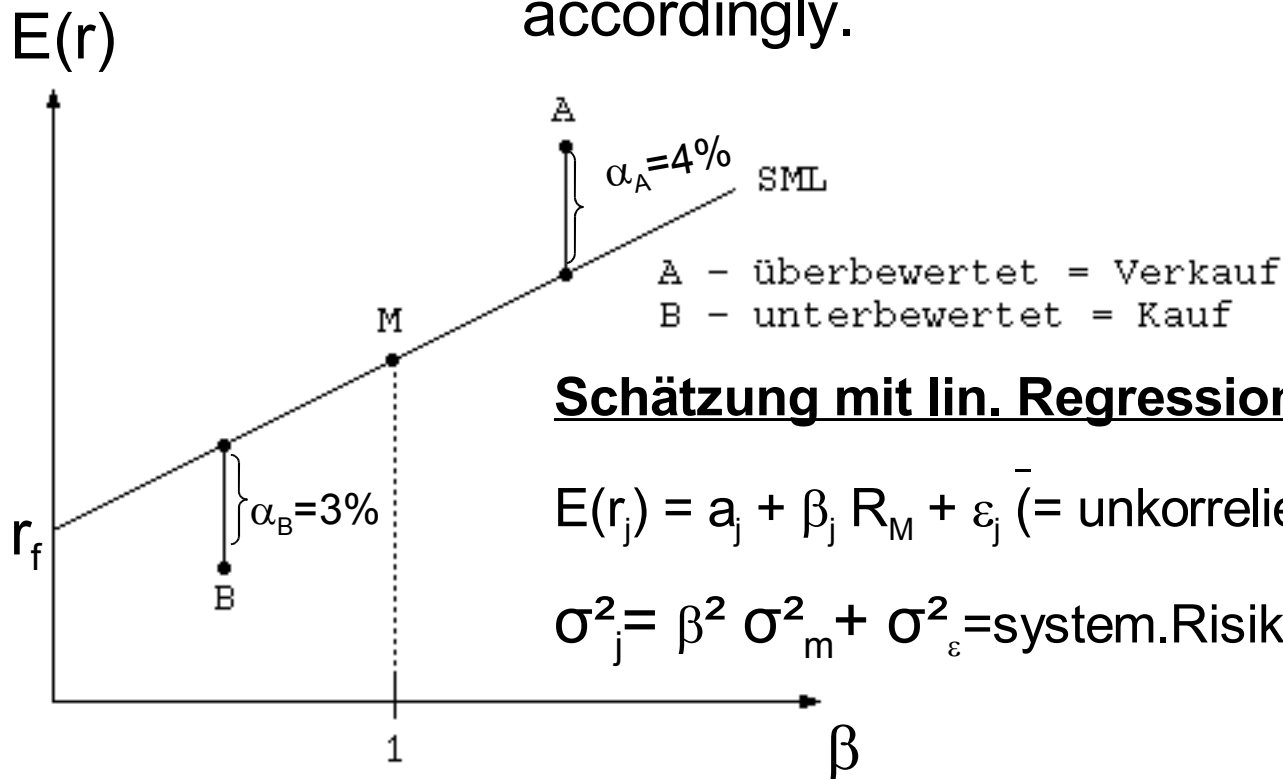 accordingly.
E(r)
A
α_A=4%
SML
A - überbewertet = Verkauf
B - unterbewertet = Kauf
M
Schätzung mit lin. Regression
α_B=3%
E(r_j) = a_j + β_j R_M + ε_j (= unkorrelie
r_f
B
σ²_j= β² σ²_m+ σ²_ε=system.Risik
1
β